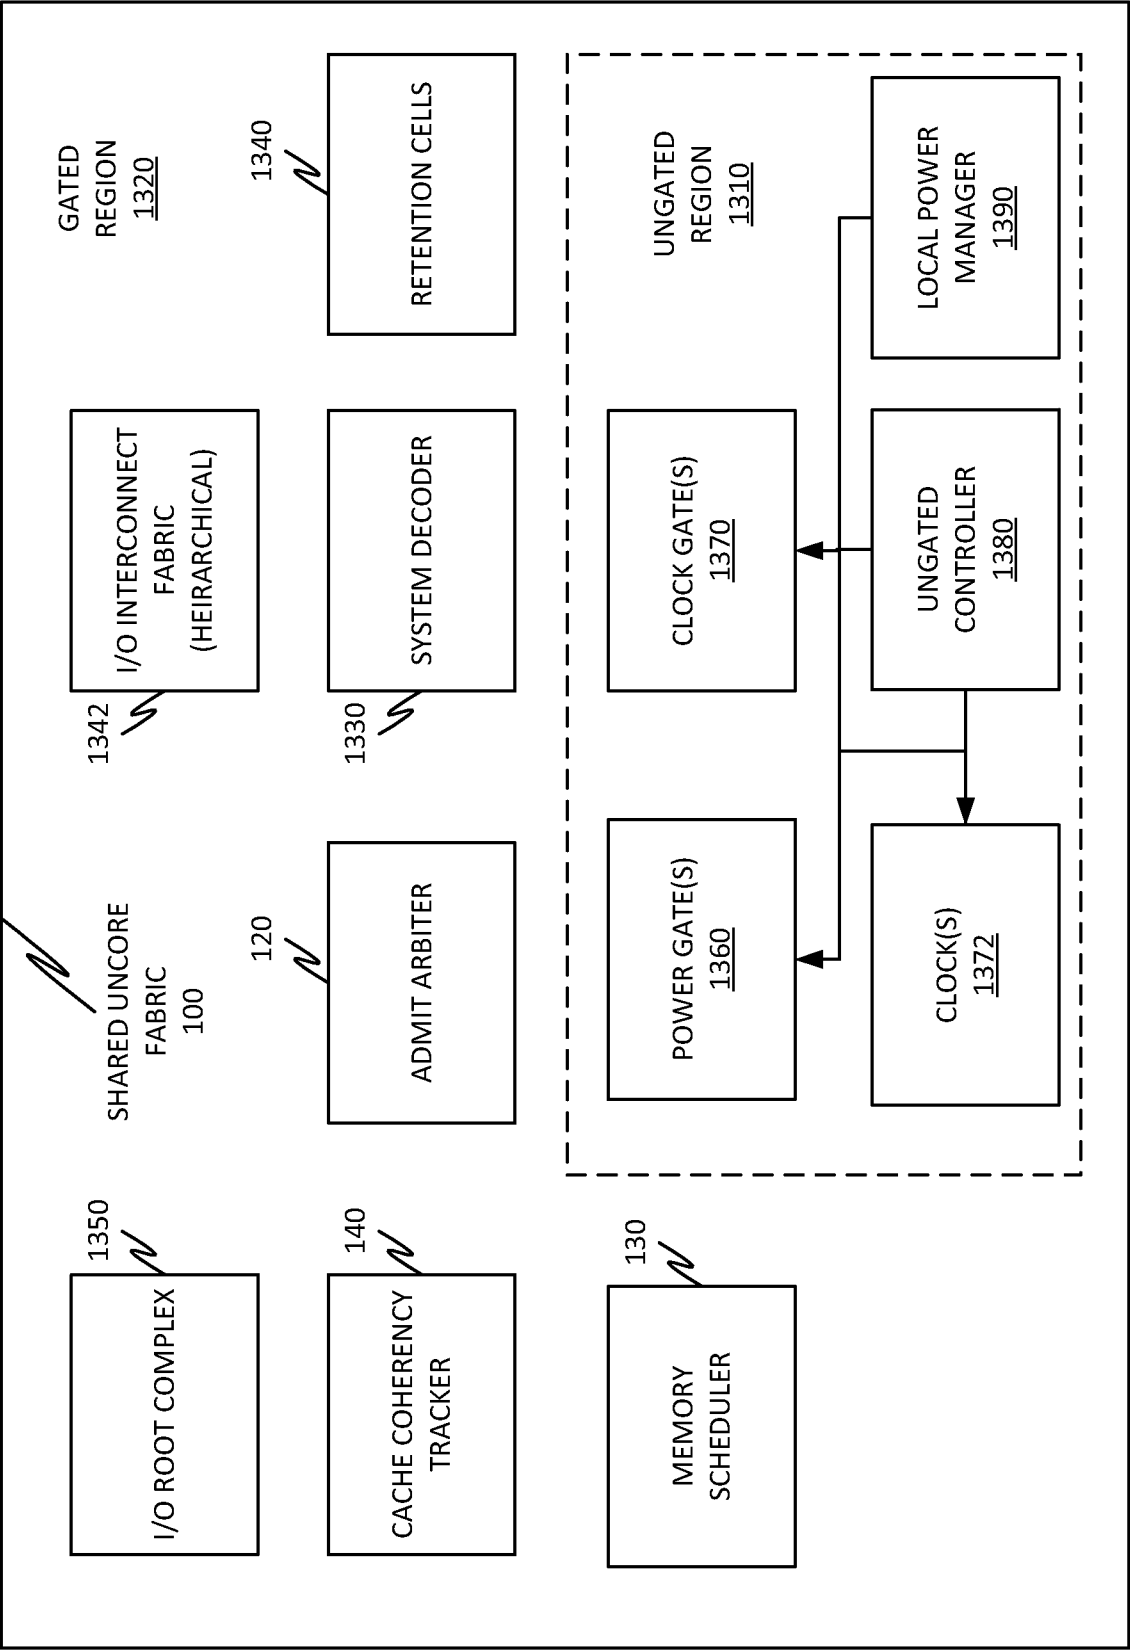 I/O ROOT COMPLEX
1350
SHARED UNCORE
FABRIC
100
1342
I/O INTERCONNECT
FABRIC
(HEIRARCHICAL)
GATED
REGION
1320
CACHE COHERENCY
TRACKER
140
ADMIT ARBITER
120
1330
SYSTEM DECODER
RETENTION CELLS
1340
MEMORY
SCHEDULER
130
POWER GATE(S)
1360
CLOCK GATE(S)
1370
UNGATED
REGION
1310
CLOCK(S)
1372
UNGATED
CONTROLLER
1380
LOCAL POWER
MANAGER
1390